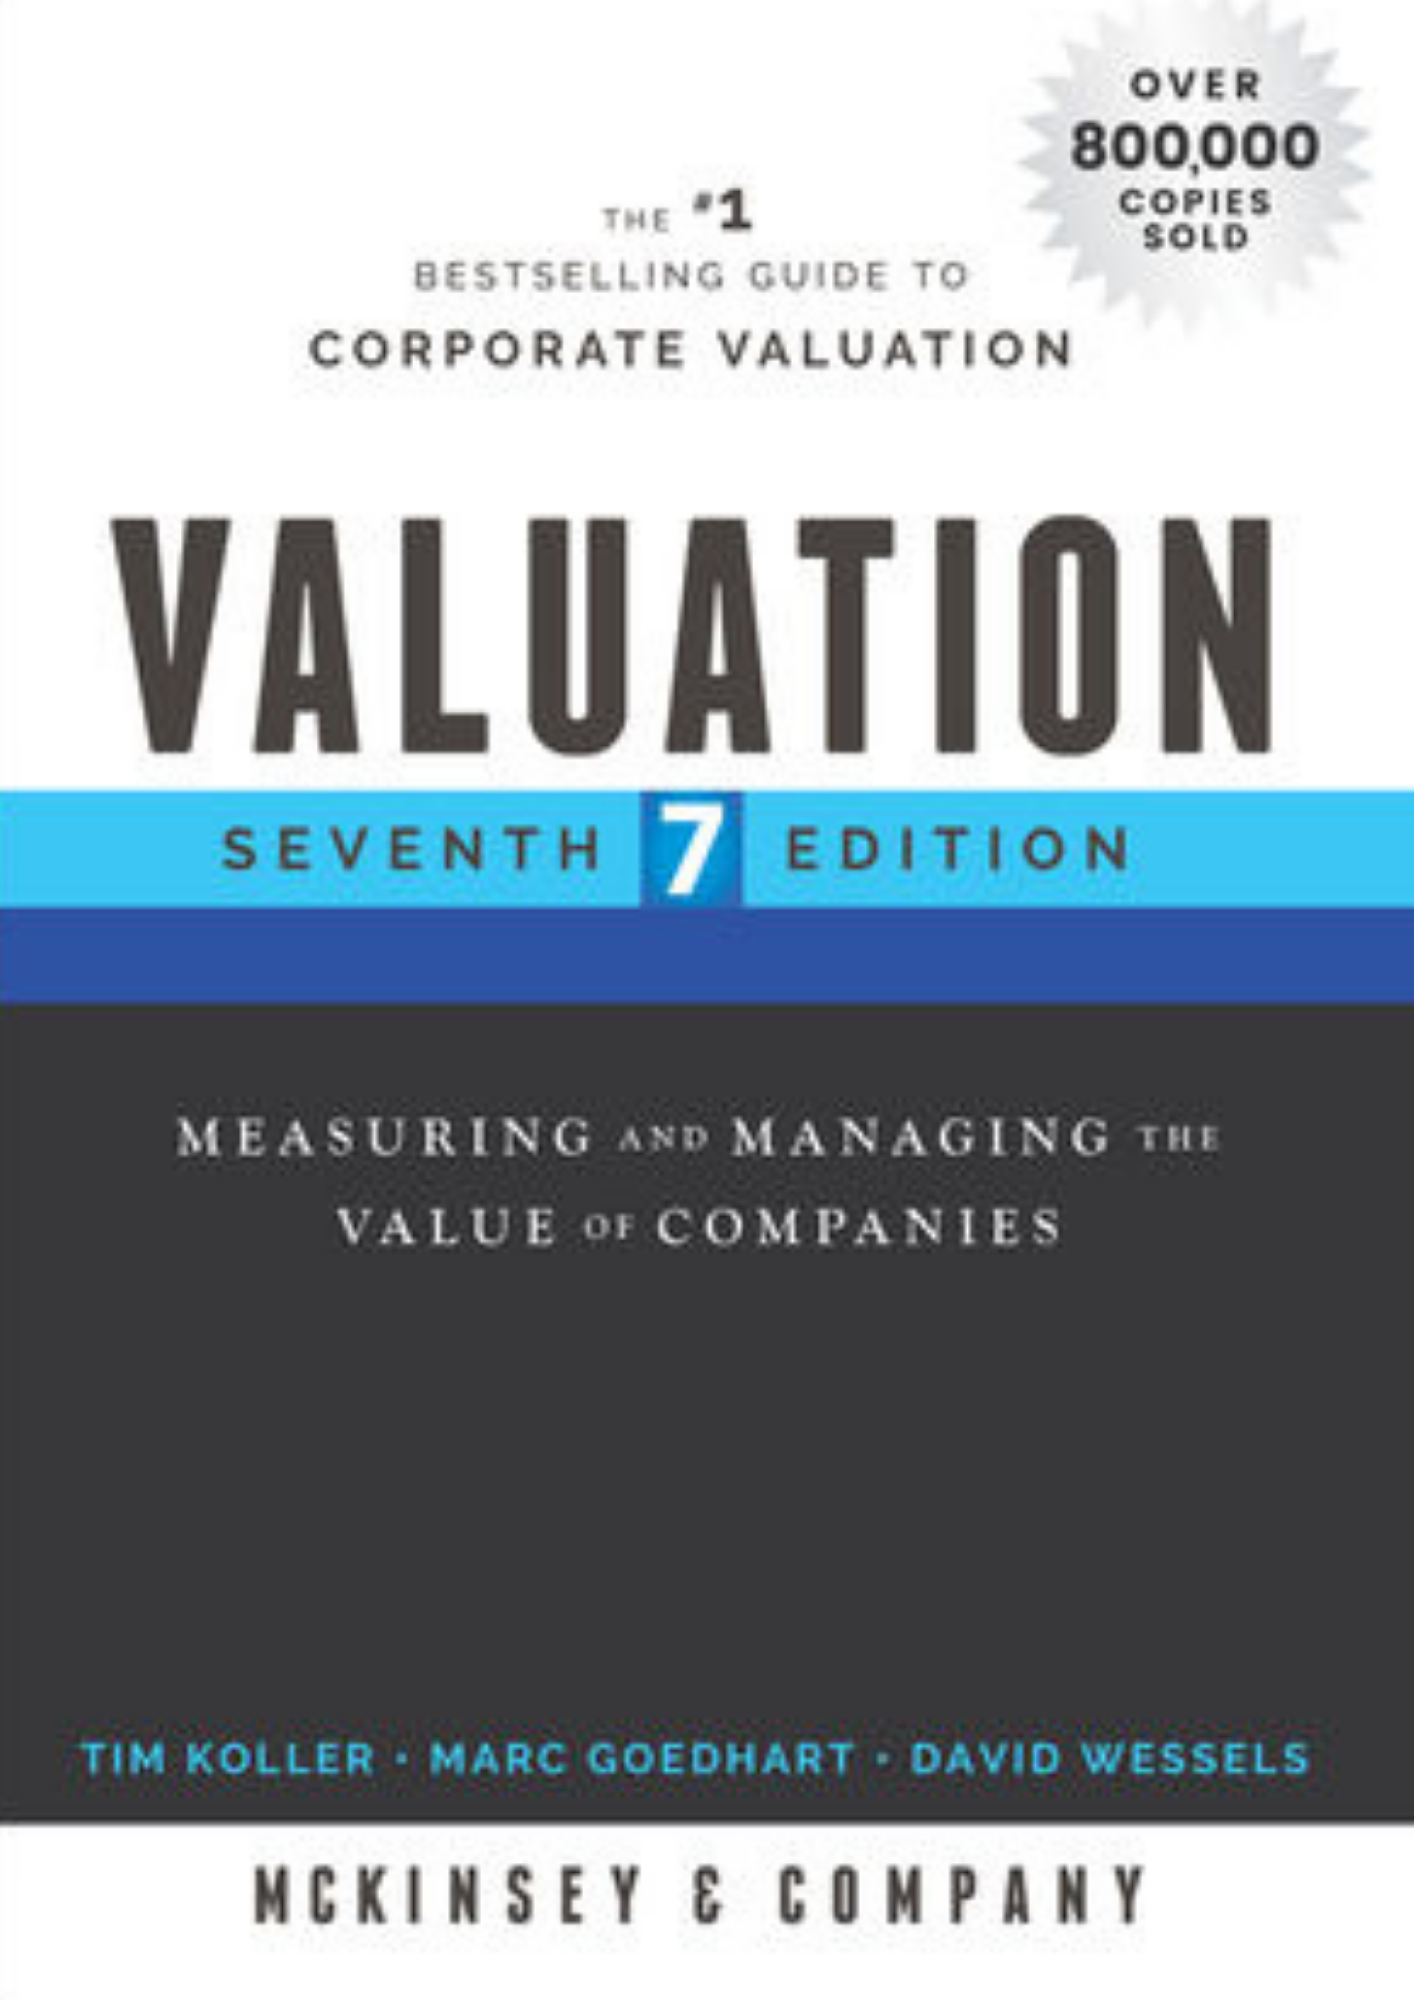 OVER
800,000
COPIES
SOLD
THE #1
BESTSELLING GUIDE TO
CORPORATE VALUATION
VALUATION
SEVENTH 7 EDITION
MEASURING AND MANAGING THE
VALUE OF COMPANIES
TIM KOLLER • MARC GOEDHART • DAVID WESSELS
MCKINSEY & COMPANY